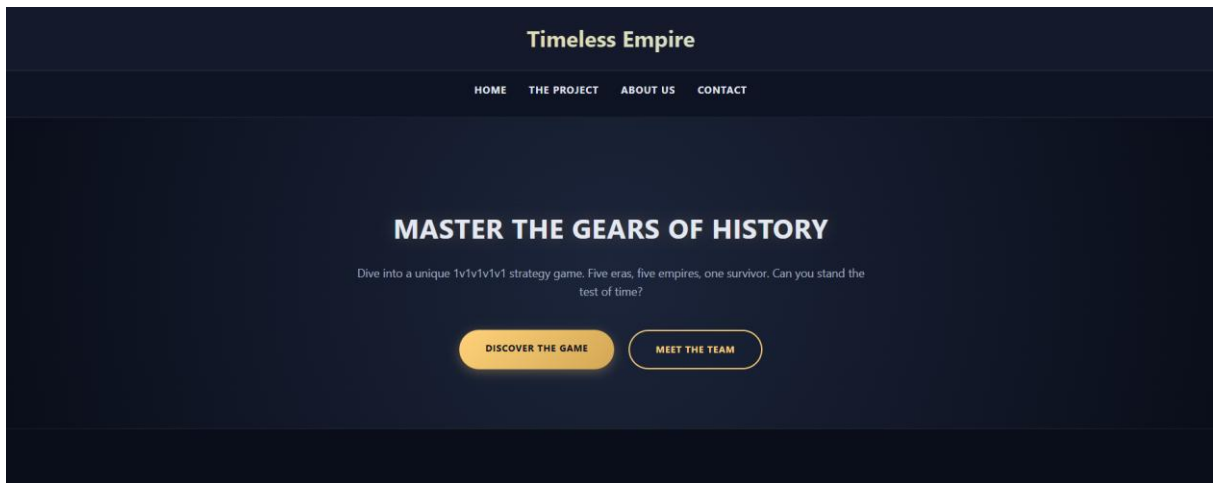 Timeless Empire
HOME THE PROJECT ABOUT US CONTACT
MASTER THE GEARS OF HISTORY
Dive into a unique 1v1v1v1v1 strategy game. Five eras, five empires, one survivor. Can you stand the
test of time?
DISCOVER THE GAME MEET THE TEAM